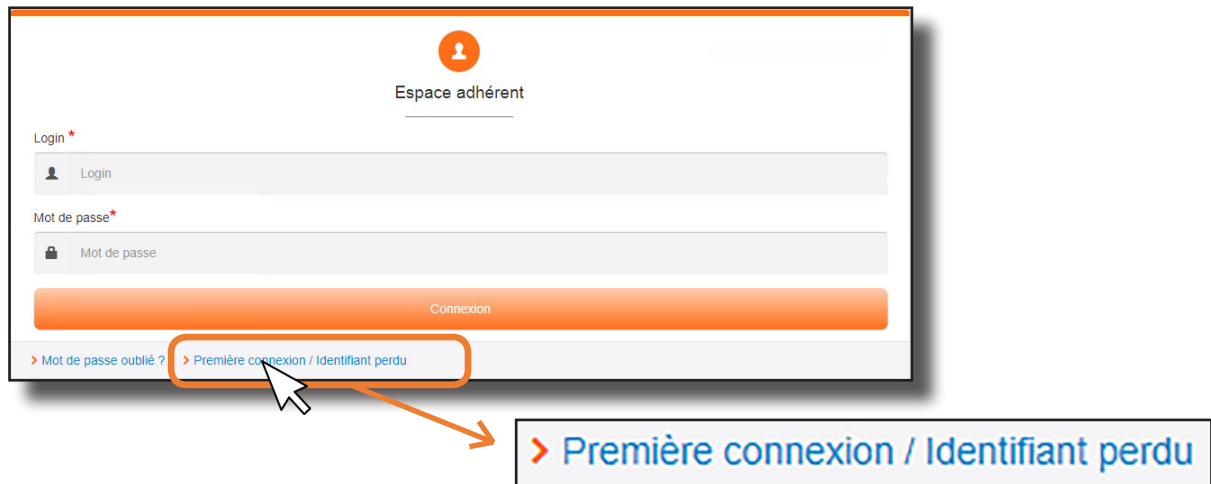 Espace adhérent
Login *
Login
Mot de passe*
Mot de passe
Connexion
> Mot de passe oublié ? > Première connexion / Identifiant perdu
> Première connexion / Identifiant perdu